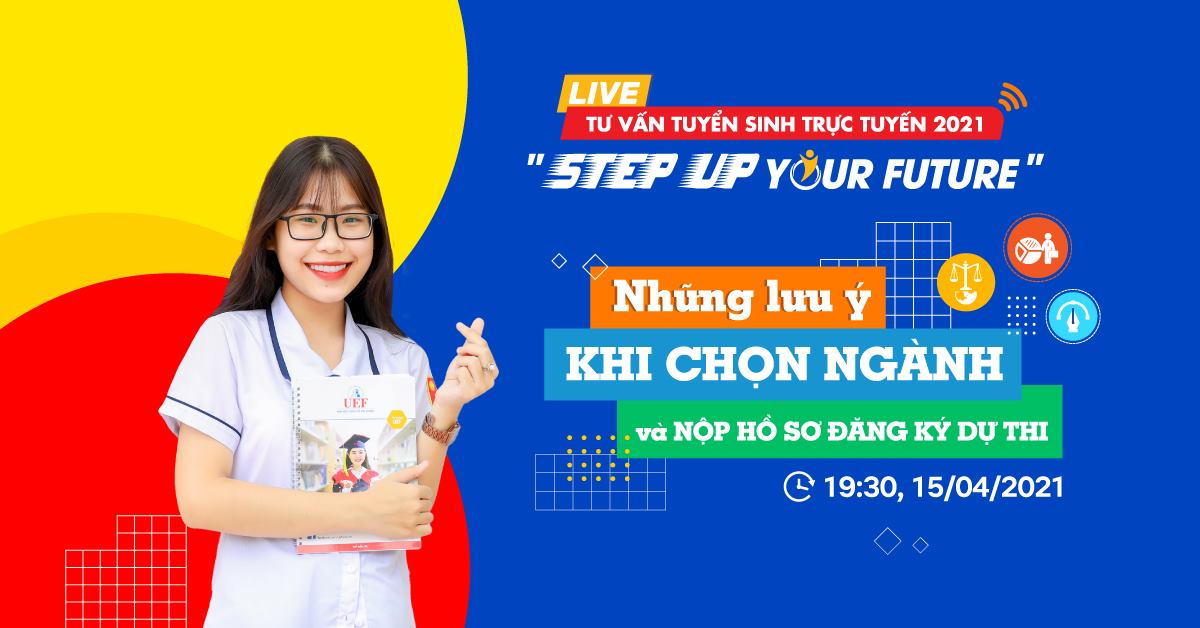 LIVE
TƯ VẤN TUYỂN SINH TRỰC TUYẾN 2021
" STEP UP YOUR FUTURE "
Những lưu ý
KHI CHỌN NGÀNH
và NỘP HỒ SƠ ĐĂNG KÝ DỰ THI
19:30, 15/04/2021
UEF